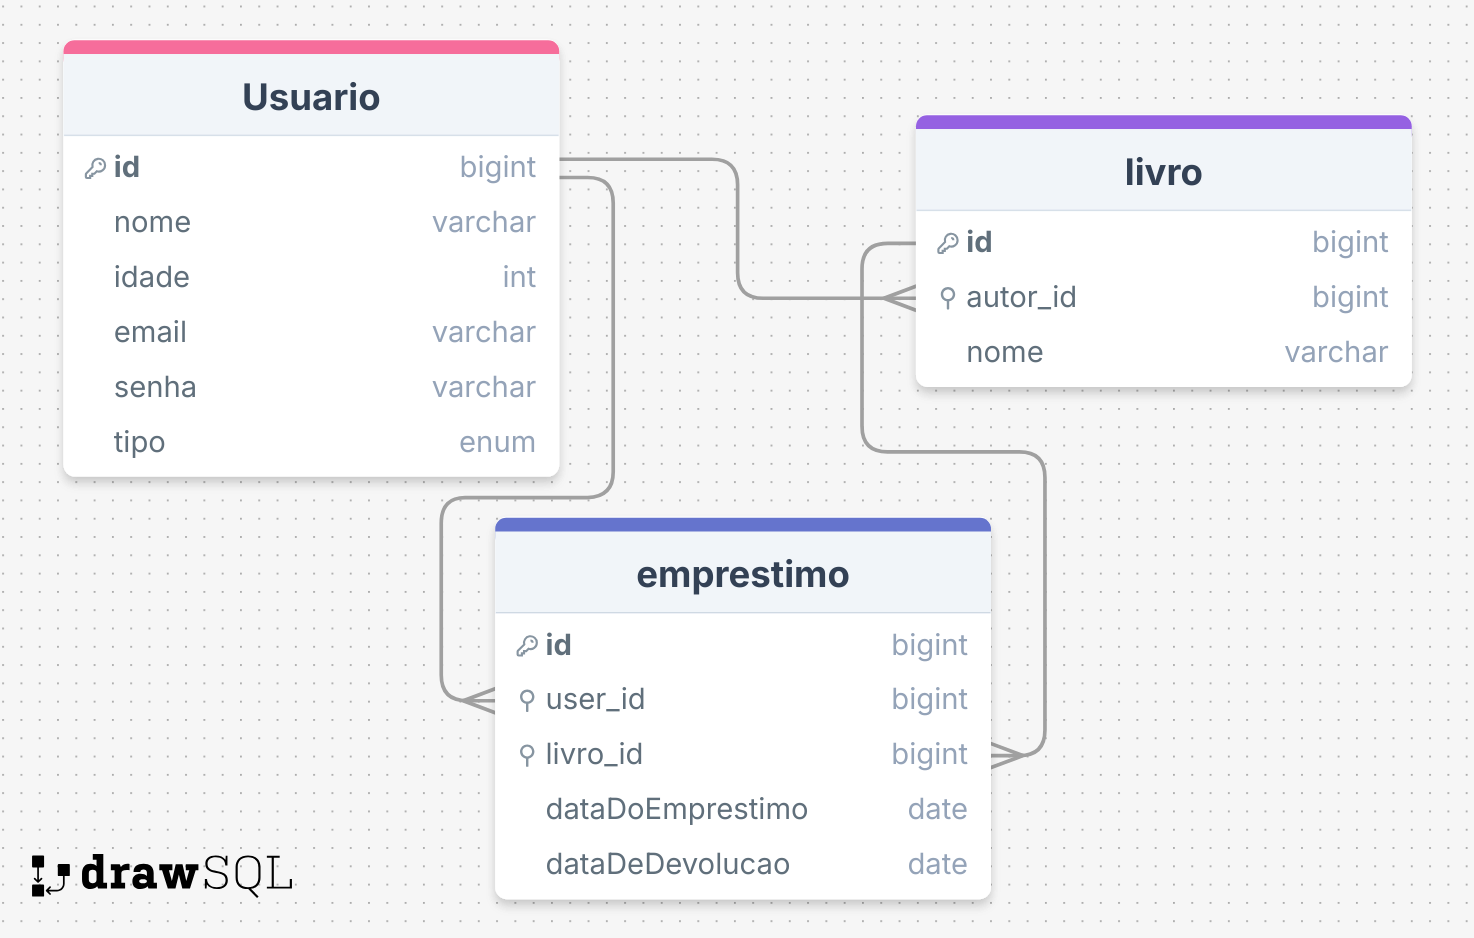 Usuario
id bigint
nome varchar
idade int
email varchar
senha varchar
tipo enum
livro
id bigint
autor_id bigint
nome varchar
emprestimo
id bigint
user_id bigint
livro_id bigint
dataDoEmprestimo date
dataDeDevolucao date
drawSQL